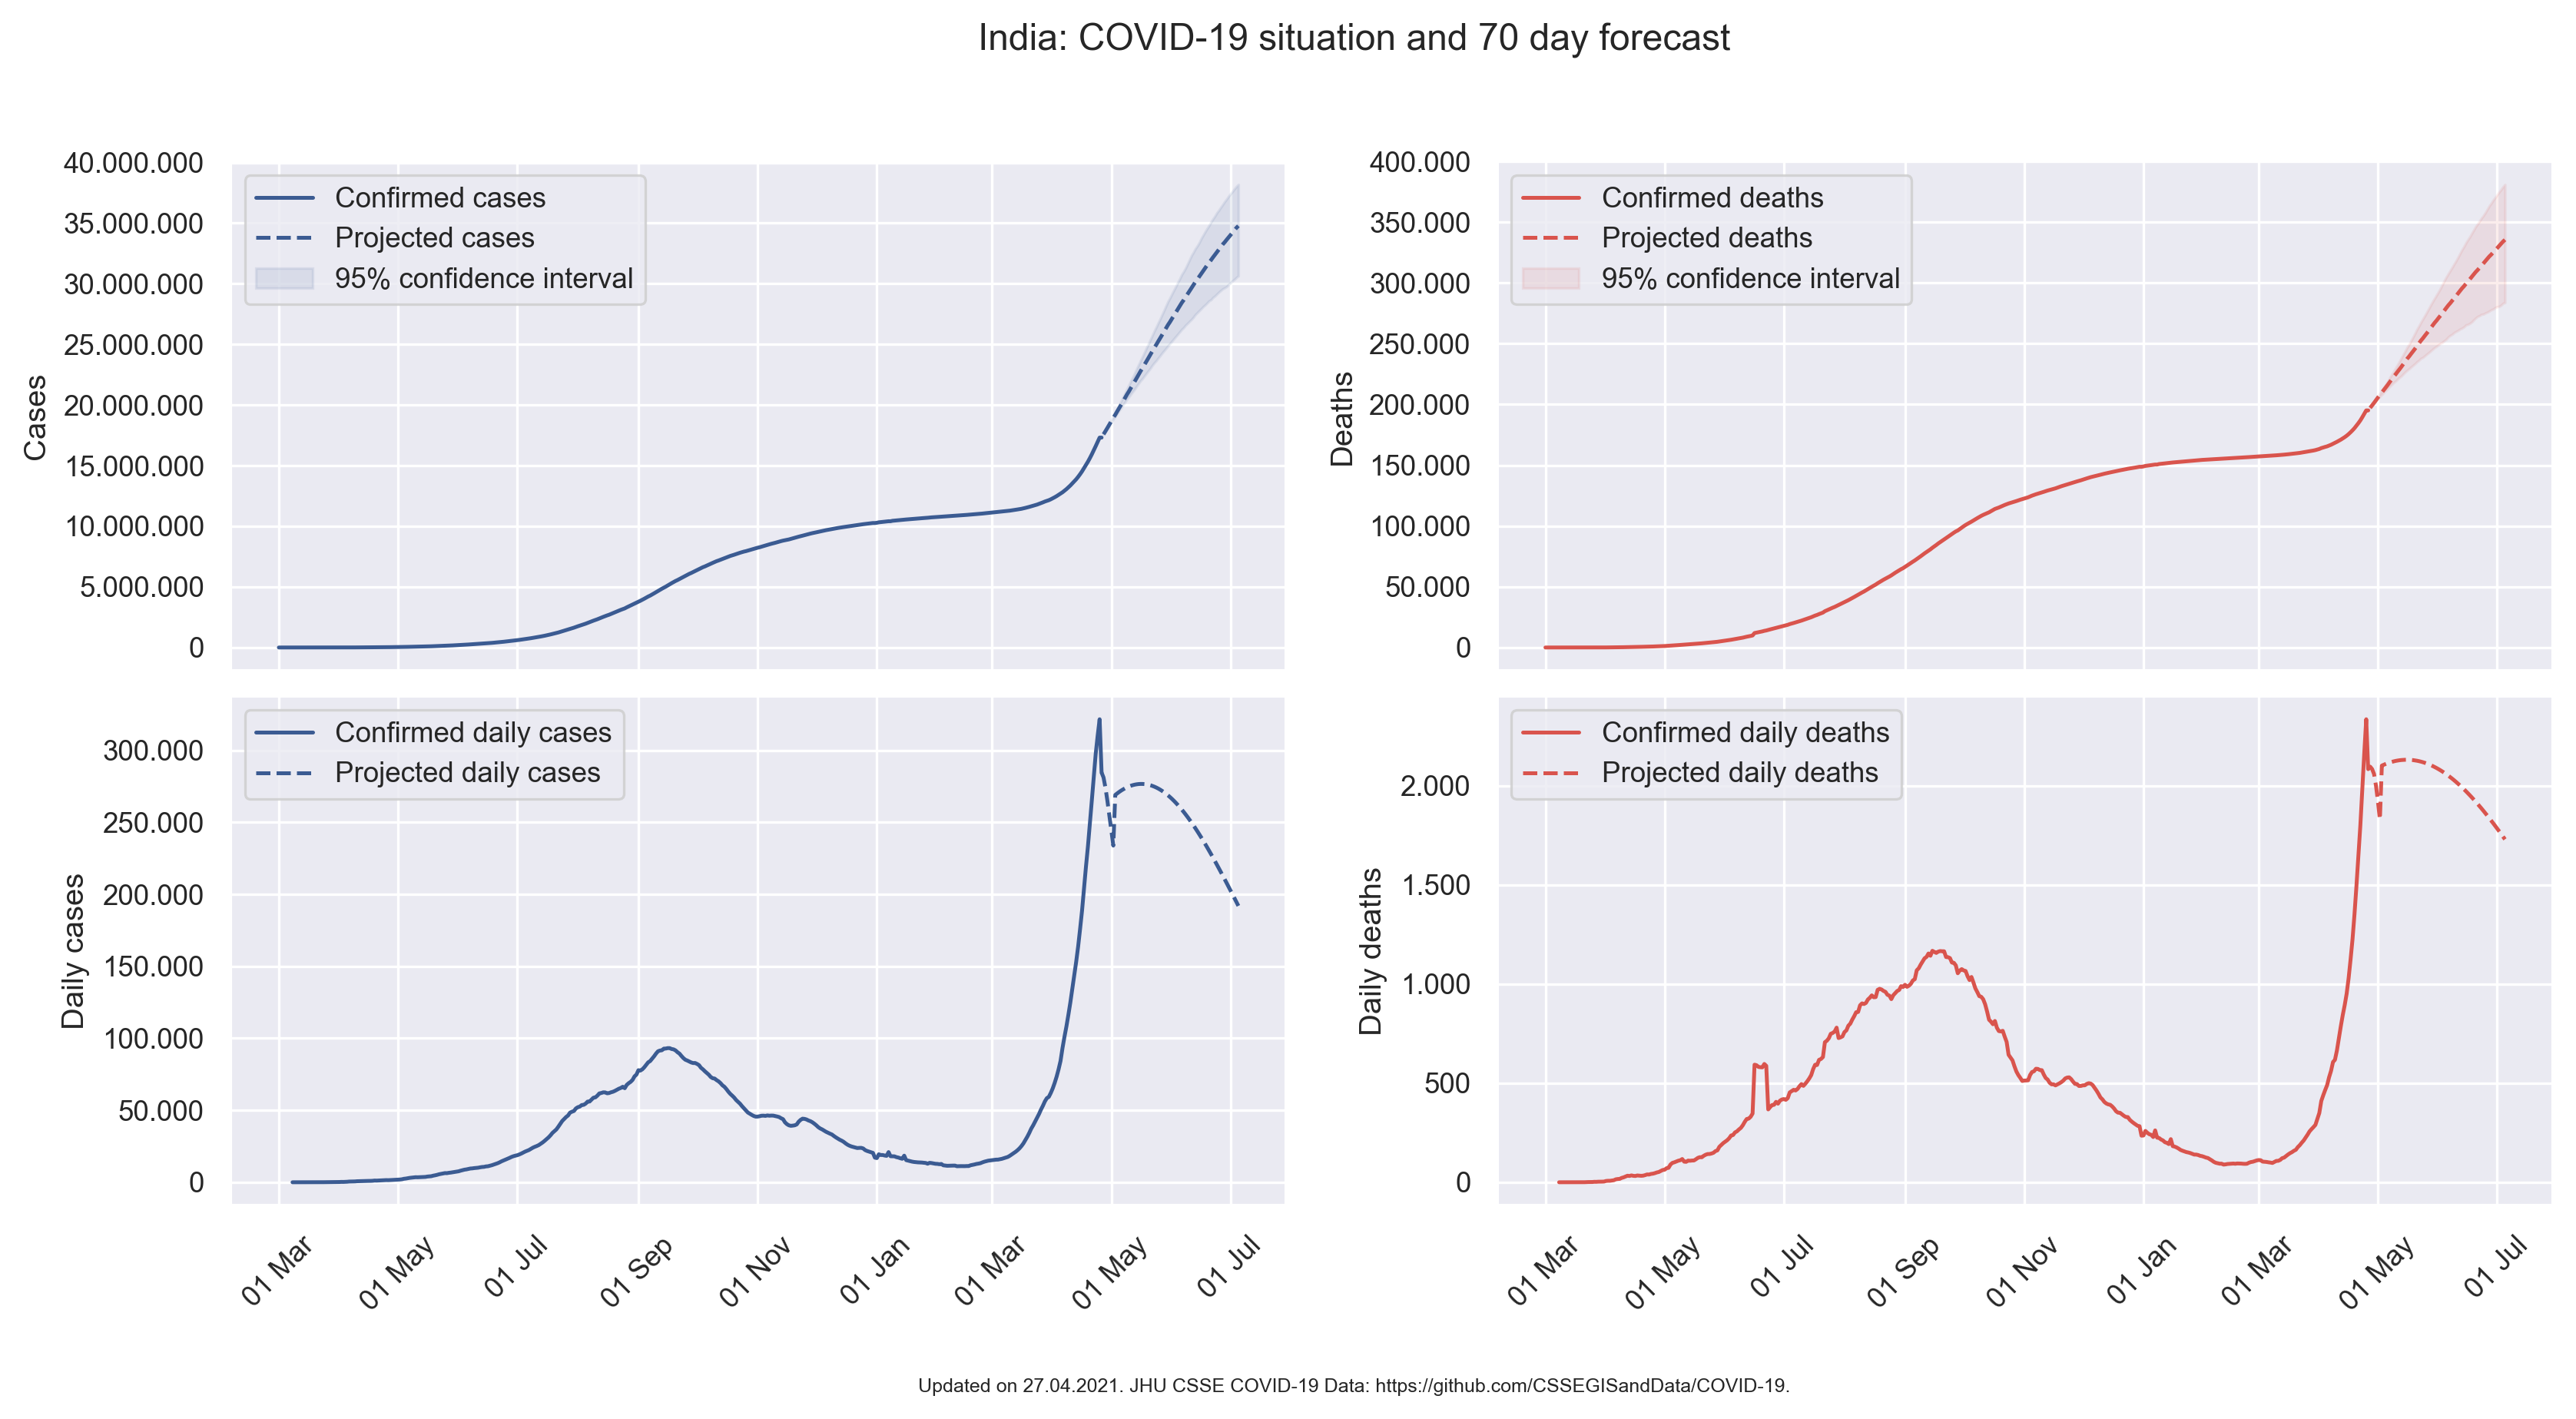 India: COVID-19 situation and 70 day forecast
40.000.000
35.000.000
30.000.000
25.000.000
20.000.000
15.000.000
10.000.000
5.000.000
0
Cases
Confirmed cases
Projected cases
95% confidence interval
400.000
350.000
300.000
250.000
200.000
150.000
100.000
50.000
0
Deaths
Confirmed deaths
Projected deaths
95% confidence interval
300.000
250.000
200.000
150.000
100.000
50.000
0
Daily cases
Confirmed daily cases
Projected daily cases
01 Mar
01 May
01 Jul
01 Sep
01 Nov
01 Jan
01 Mar
01 May
01 Jul
2.000
1.500
1.000
500
0
Daily deaths
Confirmed daily deaths
Projected daily deaths
01 Mar
01 May
01 Jul
01 Sep
01 Nov
01 Jan
01 Mar
01 May
01 Jul
Updated on 27.04.2021. JHU CSSE COVID-19 Data: https://github.com/CSSEGISandData/COVID-19.